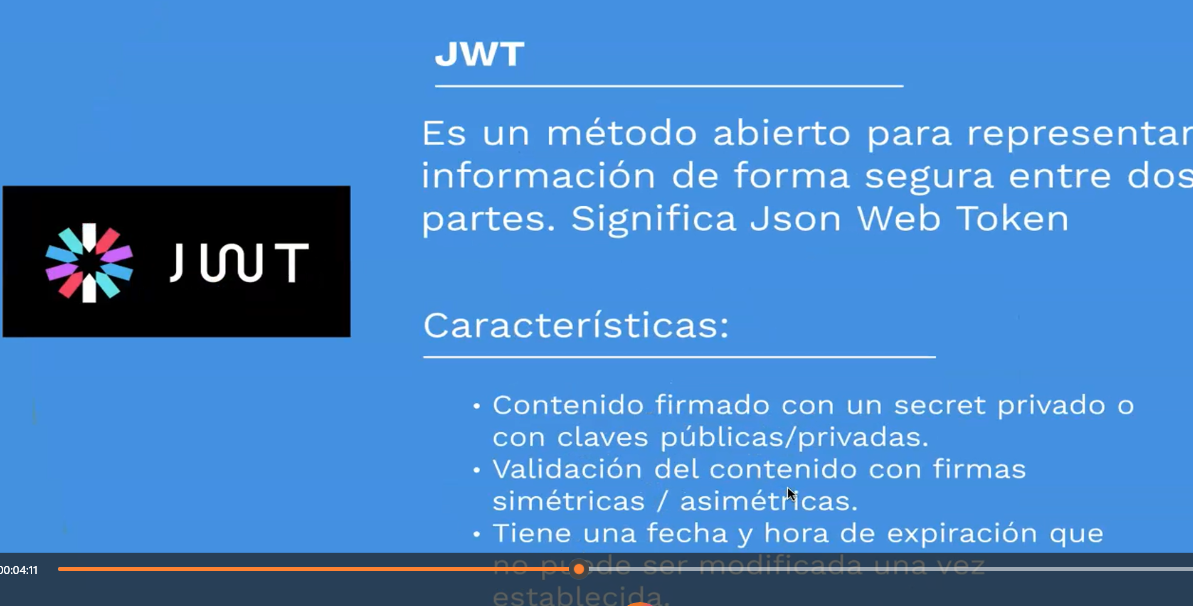 JWT
Es un método abierto para representar
información de forma segura entre dos
partes. Significa Json Web Token
JWT
Características:
• Contenido firmado con un secret privado o
con claves públicas/privadas.
• Validación del contenido con firmas
simétricas / asimétricas.
• Tiene una fecha y hora de expiración que
no puede ser modificada una vez
establecida.
00:04:11